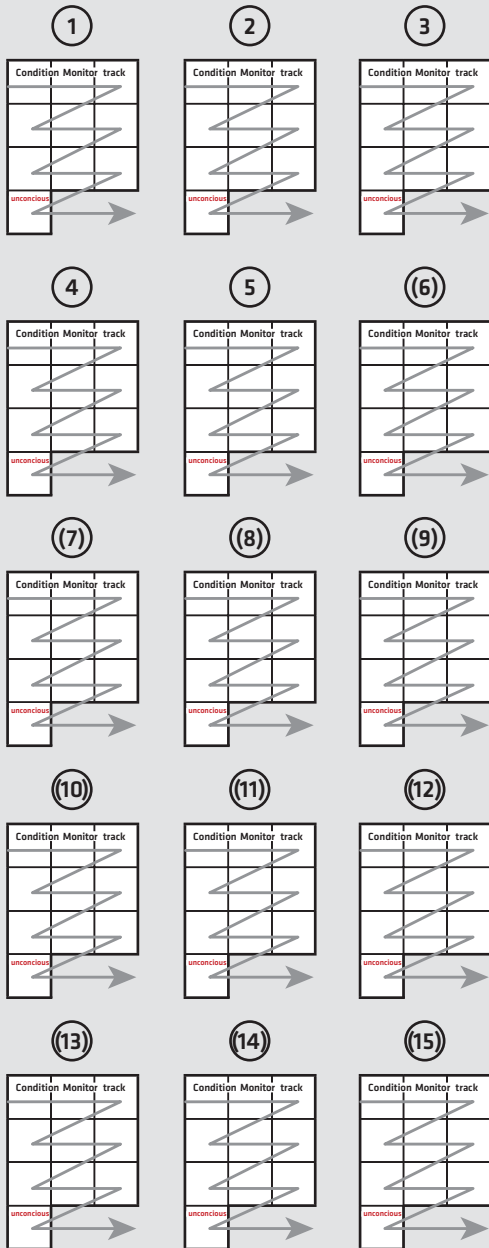 1 2 3
Condition Monitor track Condition Monitor track Condition Monitor track
unconcious unconcious unconcious
4 5 (6)
Condition Monitor track Condition Monitor track Condition Monitor track
unconcious unconcious unconcious
(7) (8) (9)
Condition Monitor track Condition Monitor track Condition Monitor track
unconcious unconcious unconcious
(10) (11) (12)
Condition Monitor track Condition Monitor track Condition Monitor track
unconcious unconcious unconcious
(13) (14) (15)
Condition Monitor track Condition Monitor track Condition Monitor track
unconcious unconcious unconcious